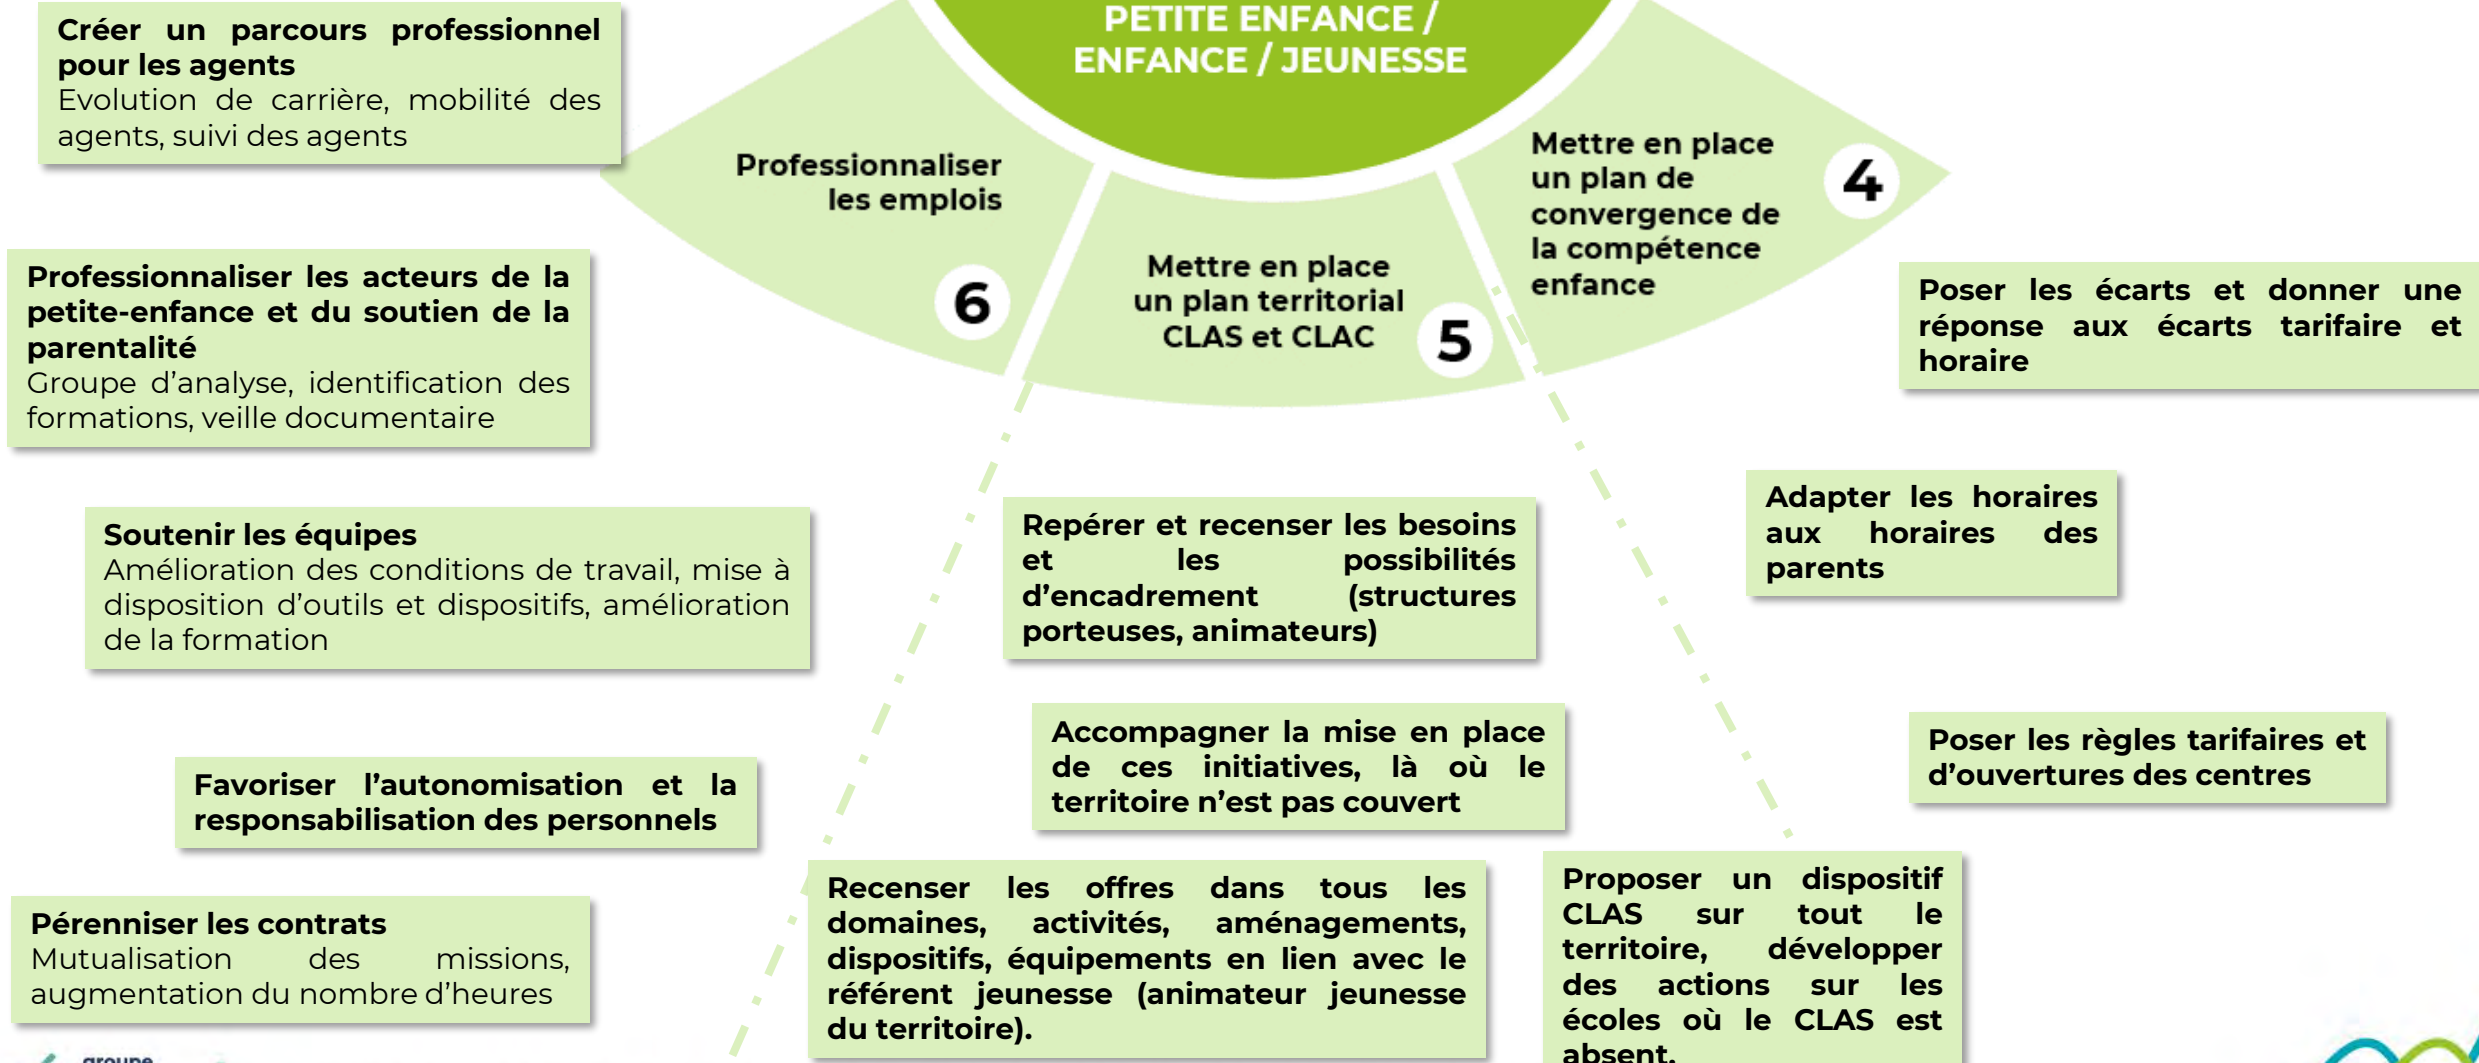 PETITE ENFANCE /
ENFANCE / JEUNESSE
Créer un parcours professionnel
pour les agents
Evolution de carrière, mobilité des
agents, suivi des agents
Professionnaliser
les emplois
6
Mettre en place
un plan territorial
CLAS et CLAC
5
Mettre en place
un plan de
convergence de
la compétence
enfance
4
Professionnaliser les acteurs de la
petite-enfance et du soutien de la
parentalité
Groupe d’analyse, identification des
formations, veille documentaire
Poser les écarts et donner une
réponse aux écarts tarifaire et
horaire
Soutenir les équipes
Amélioration des conditions de travail, mise à
disposition d’outils et dispositifs, amélioration
de la formation
Repérer et recenser les besoins
et les possibilités
d’encadrement (structures
porteuses, animateurs)
Adapter les horaires
aux horaires des
parents
Favoriser l’autonomisation et la
responsabilisation des personnels
Accompagner la mise en place
de ces initiatives, là où le
territoire n’est pas couvert
Poser les règles tarifaires et
d’ouvertures des centres
Pérenniser les contrats
Mutualisation des missions,
augmentation du nombre d’heures
Recenser les offres dans tous les
domaines, activités, aménagements,
dispositifs, équipements en lien avec le
référent jeunesse (animateur jeunesse
du territoire).
Proposer un dispositif
CLAS sur tout le
territoire, développer
des actions sur les
écoles où le CLAS est
absent.
groupe